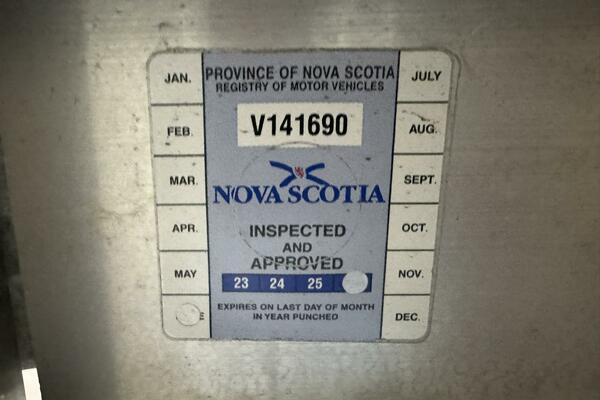 PROVINCE OF NOVA SCOTIA
REGISTRY OF MOTOR VEHICLES
V141690
NOVA SCOTIA
INSPECTED
AND
APPROVED
23 24 25
EXPIRES ON LAST DAY OF MONTH
IN YEAR PUNCHED
JAN.
FEB.
MAR.
APR.
MAY
JULY
AUG.
SEPT.
OCT.
NOV.
DEC.